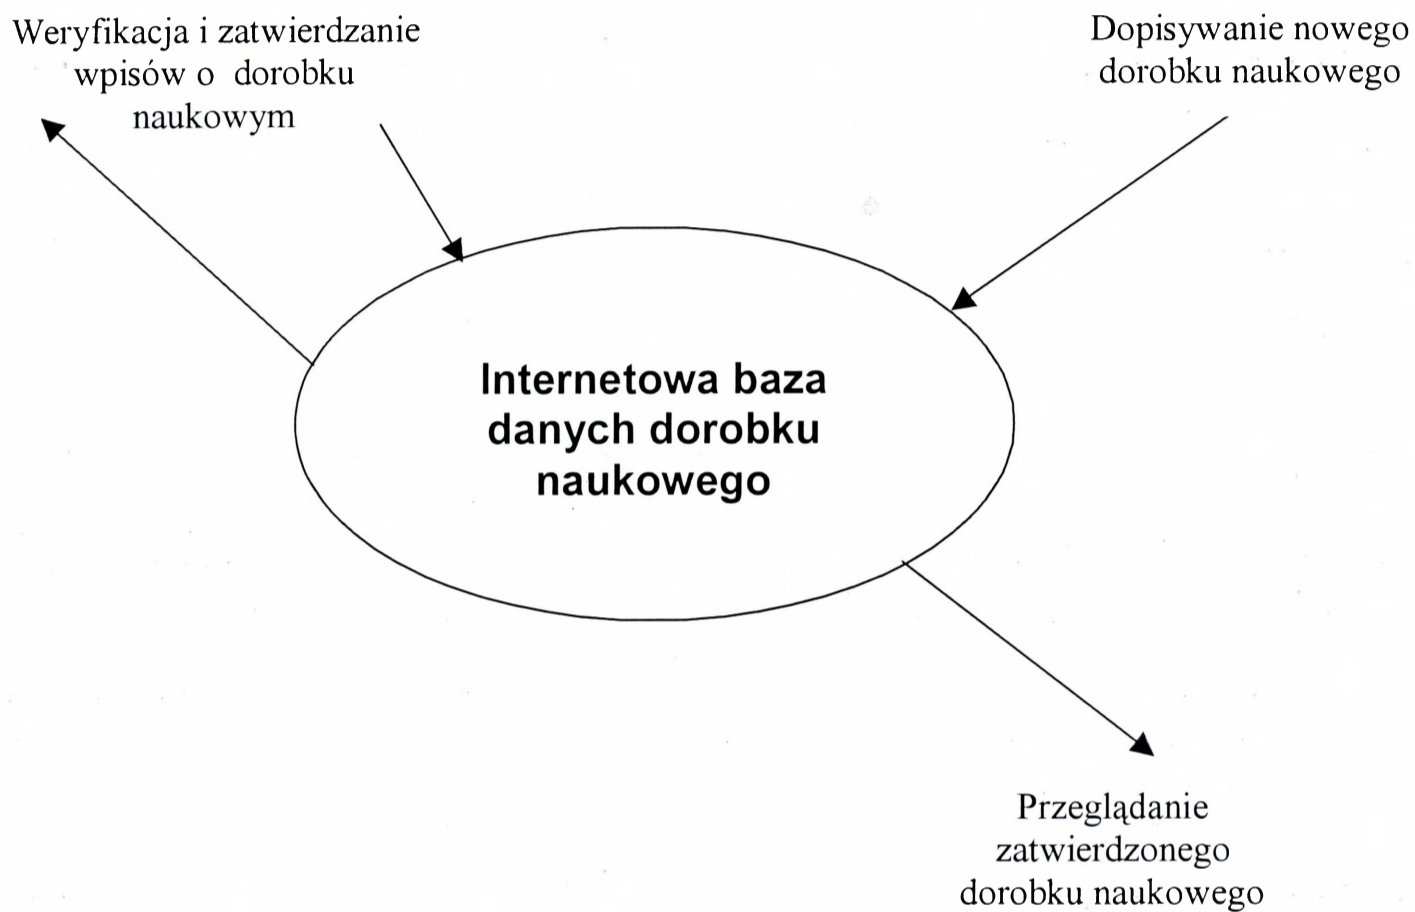 Weryfikacja i zatwierdzanie
wpisów o dorobku
naukowym
Dopisywanie nowego
dorobku naukowego
Internetowa baza
danych dorobku
naukowego
Przeglądanie
zatwierdzonego
dorobku naukowego